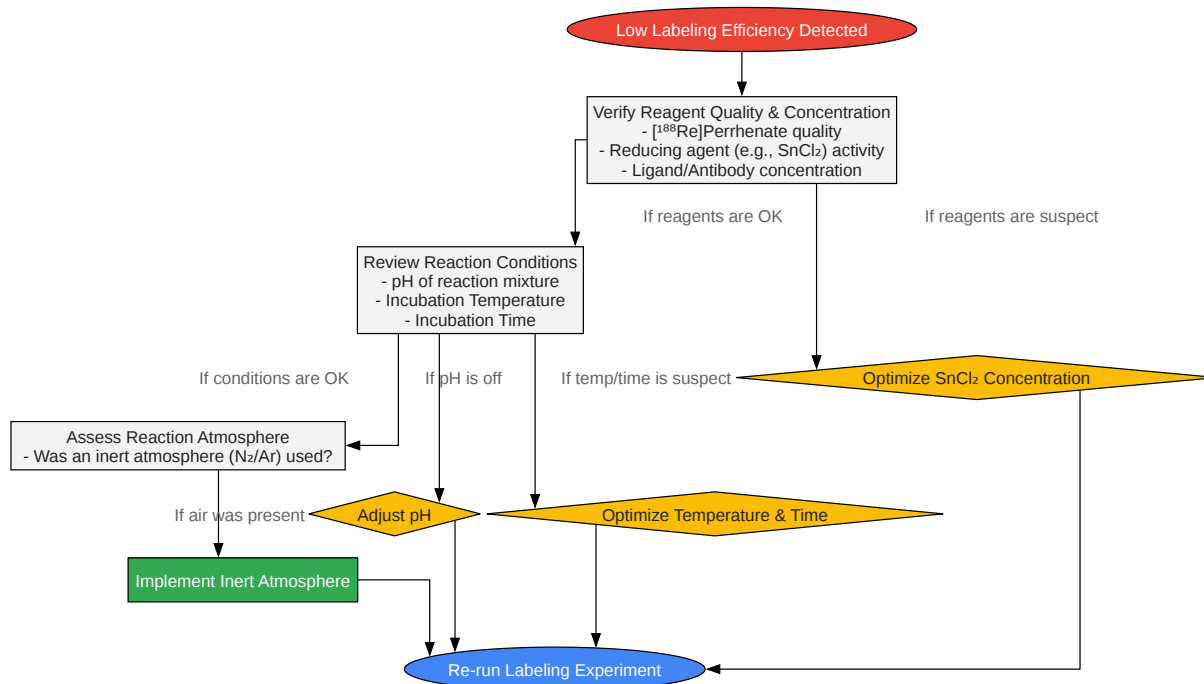 Low Labeling Efficiency Detected
Verify Reagent Quality & Concentration
- [¹⁸⁸Re]Perrhenate quality
- Reducing agent (e.g., SnCl₂) activity
- Ligand/Antibody concentration
If reagents are OK
If reagents are suspect
Review Reaction Conditions
- pH of reaction mixture
- Incubation Temperature
- Incubation Time
If conditions are OK
If pH is off
If temp/time is suspect
Optimize SnCl₂ Concentration
Assess Reaction Atmosphere
- Was an inert atmosphere (N₂/Ar) used?
If air was present
Adjust pH
Optimize Temperature & Time
Implement Inert Atmosphere
Re-run Labeling Experiment